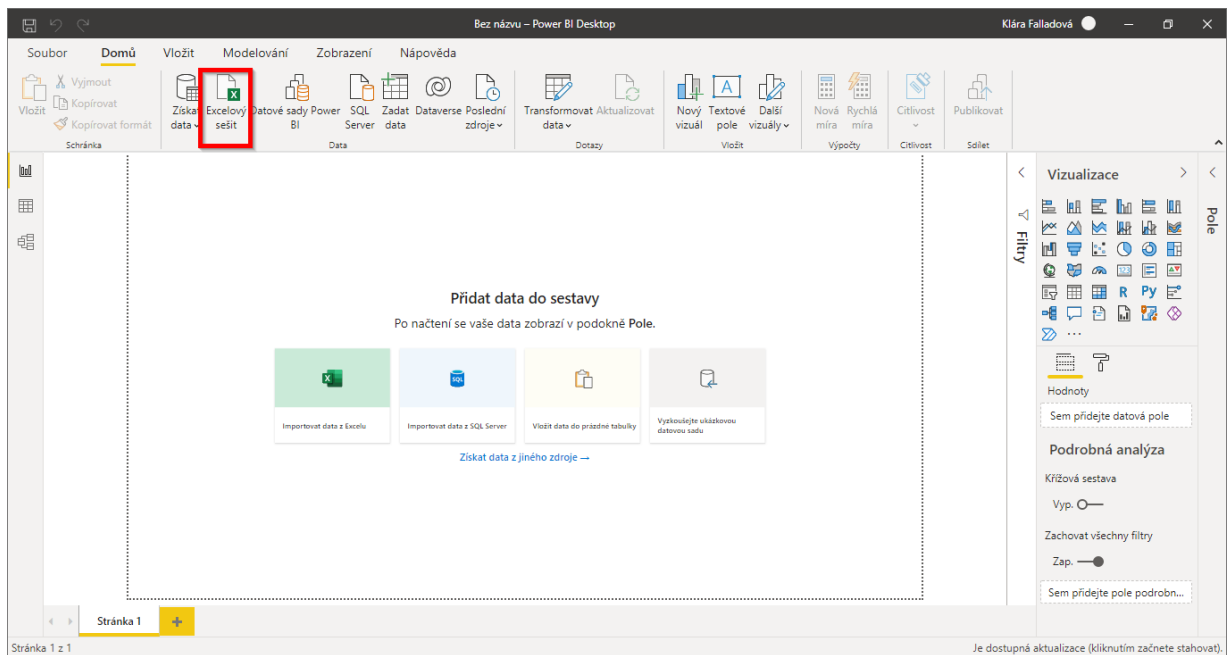 Bez názvu – Power BI Desktop
Klára Falladová
Soubor Domů Vložit Modelování Zobrazení Nápověda
Vložit
Vyjmout
Kopírovat
Kopírovat formát
Schránka
Získat data
Excelový sešit
Datové sady Power BI
SQL Server
Zadat data
Dataverse
Poslední zdroje
Data
Transformovat data
Aktualizovat
Dotazy
Nový vizuál
Textové pole
Další vizuály
Vložit
Nová míra
Rychlá míra
Výpočty
Citlivost
Citlivost
Publikovat
Sdílet
Přidat data do sestavy
Po načtení se vaše data zobrazí v podokně Pole.
Importovat data z Excelu
SQL
Importovat data z SQL Server
Vložit data do prázdné tabulky
Vyzkoušejte ukázkovou
datovou sadu
Získat data z jiného zdroje →
Filtry
Vizualizace
123
R Py
Hodnoty
Sem přidejte datová pole
Podrobná analýza
Křížová sestava
Vyp.
Zachovat všechny filtry
Zap.
Sem přidejte pole podrobn...
Pole
Stránka 1
Stránka 1 z 1
Je dostupná aktualizace (kliknutím začnete stahovat).